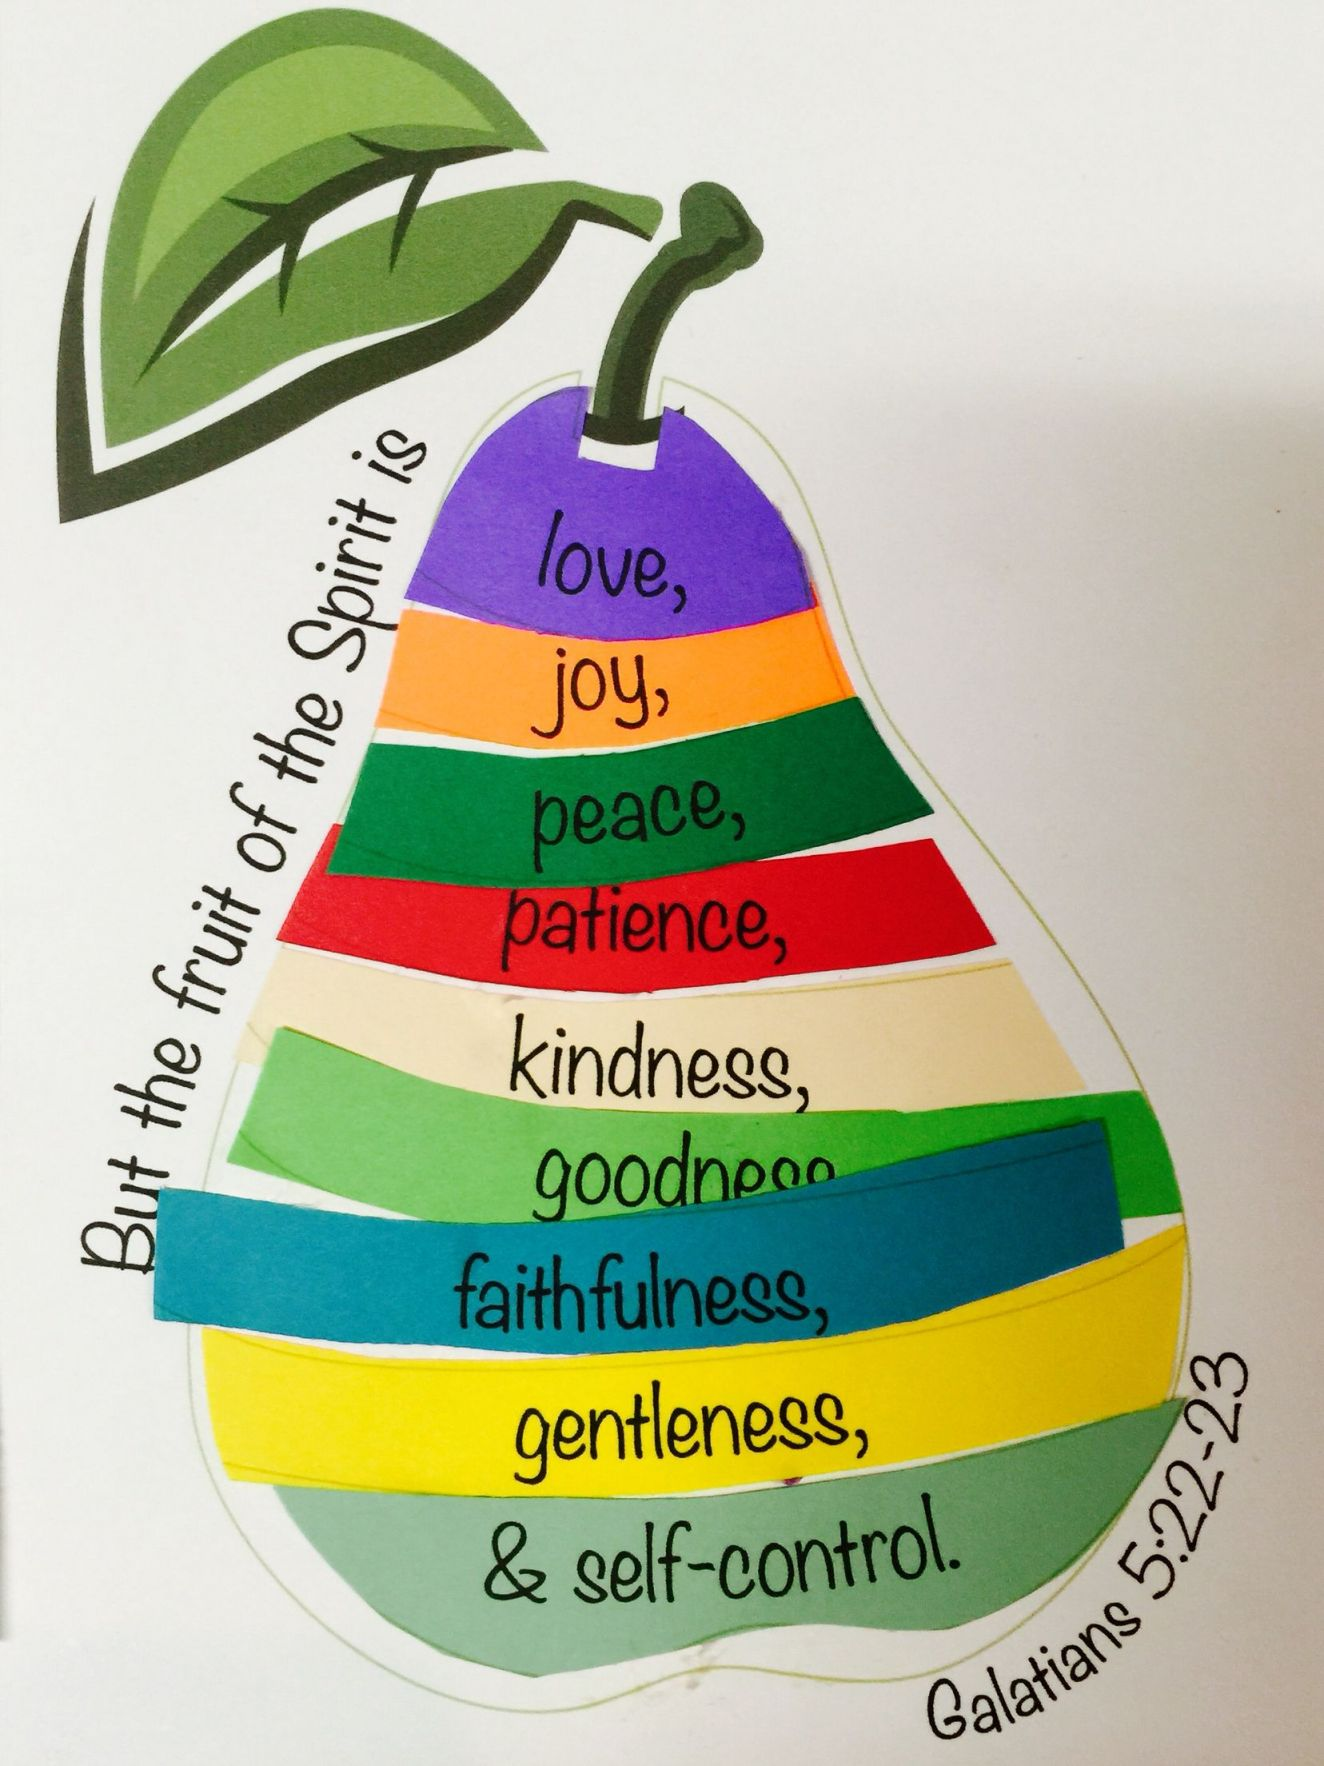 But the fruit of the Spirit is
love,
joy,
peace,
patience,
kindness,
goodness
faithfulness,
gentleness,
& self-control.
Galatians 5:22-23